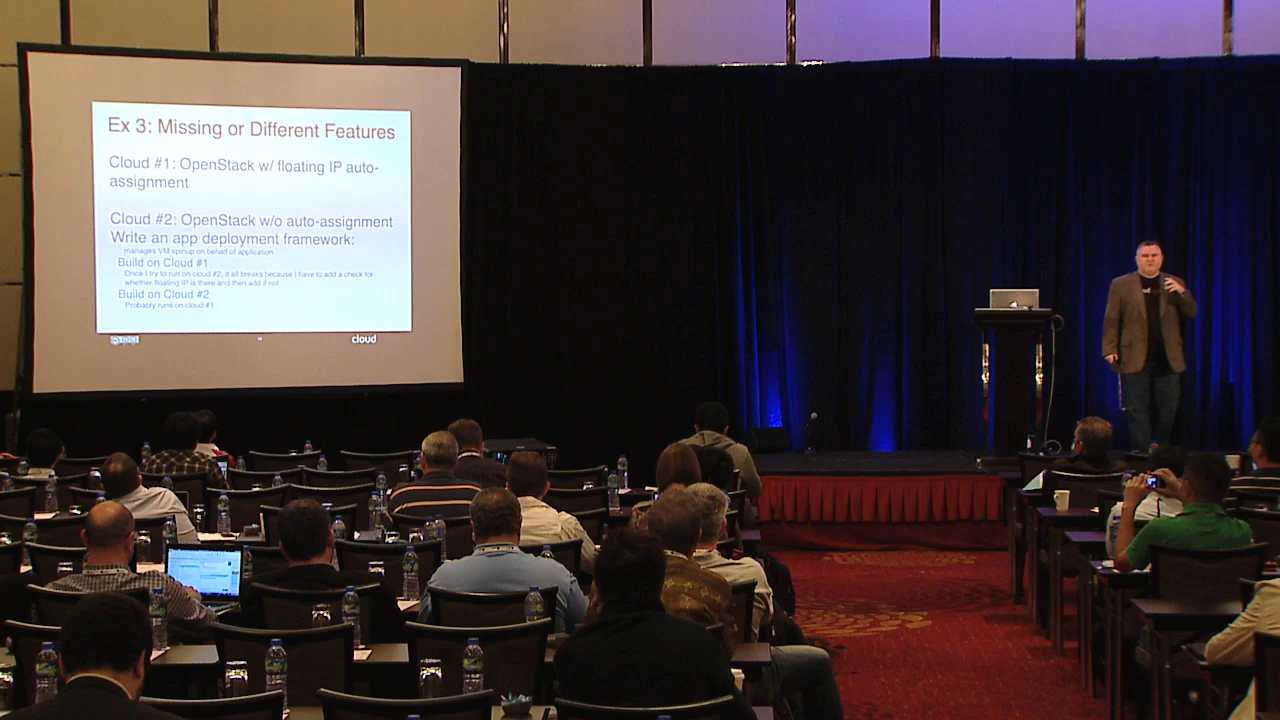 Ex 3: Missing or Different Features
Cloud #1: OpenStack w/ floating IP auto-
assignment
Cloud #2: OpenStack w/o auto-assignment
Write an app deployment framework:
manages VM spinup on behalf of application
Build on Cloud #1
Once I try to run on cloud #2, it all breaks because I have to add a check for
whether floating IP is there and then add if not
Build on Cloud #2
Probably runs on cloud #1
cloud